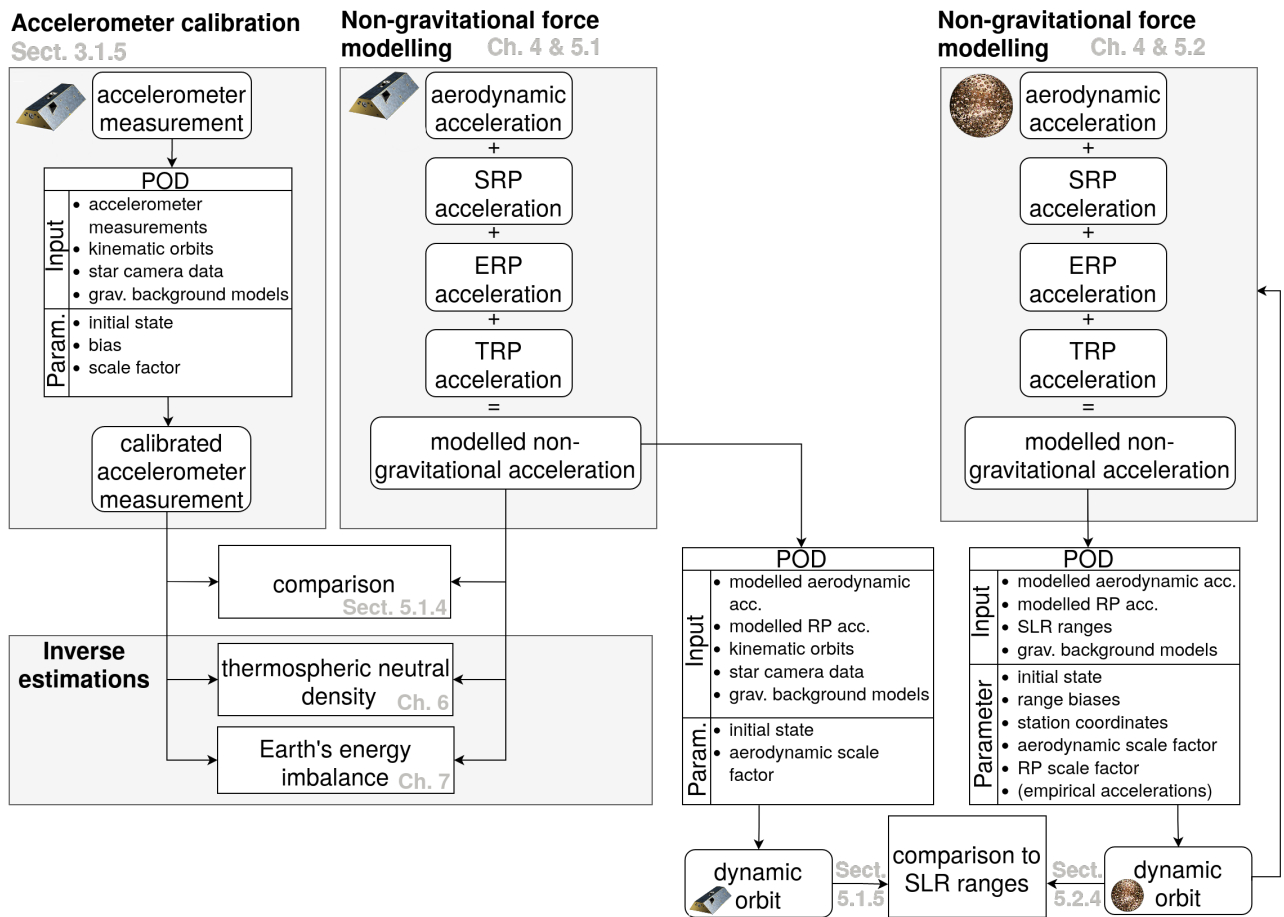 Accelerometer calibration
Sect. 3.1.5
accelerometer
measurement
POD
Input
• accelerometer
measurements
• kinematic orbits
• star camera data
• grav. background models
Param.
• initial state
• bias
• scale factor
calibrated
accelerometer
measurement
Non-gravitational force
modelling Ch. 4 & 5.1
aerodynamic
acceleration
+
SRP
acceleration
+
ERP
acceleration
+
TRP
acceleration
=
modelled non-
gravitational acceleration
comparison
Sect. 5.1.4
Inverse
estimations
thermospheric neutral
density
Ch. 6
Earth's energy
imbalance
Ch. 7
POD
Input
• modelled aerodynamic
acc.
• modelled RP acc.
• kinematic orbits
• star camera data
• grav. background models
Param.
• initial state
• aerodynamic scale
factor
dynamic
orbit
Sect.
5.1.5
comparison to
SLR ranges
Non-gravitational force
modelling Ch. 4 & 5.2
aerodynamic
acceleration
+
SRP
acceleration
+
ERP
acceleration
+
TRP
acceleration
=
modelled non-
gravitational acceleration
POD
Input
• modelled aerodynamic acc.
• modelled RP acc.
• SLR ranges
• grav. background models
Parameter
• initial state
• range biases
• station coordinates
• aerodynamic scale factor
• RP scale factor
• (empirical accelerations)
Sect.
5.2.4
dynamic
orbit